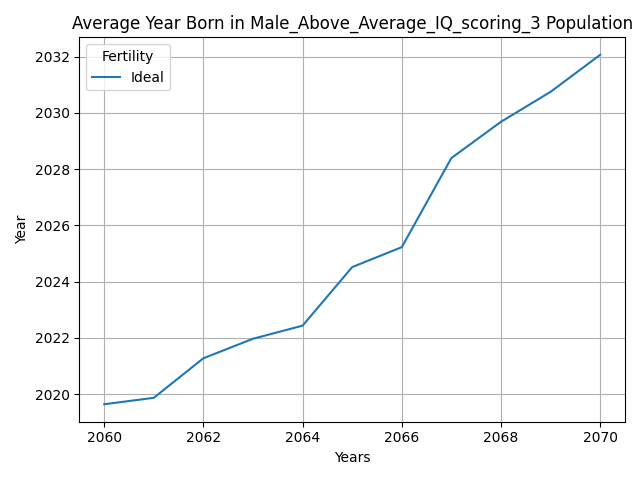 Average Year Born in Male_Above_Average_IQ_scoring_3 Population
Fertility
Ideal
2032
2030
2028
2026
2024
2022
2020
Year
2060 2062 2064 2066 2068 2070
Years